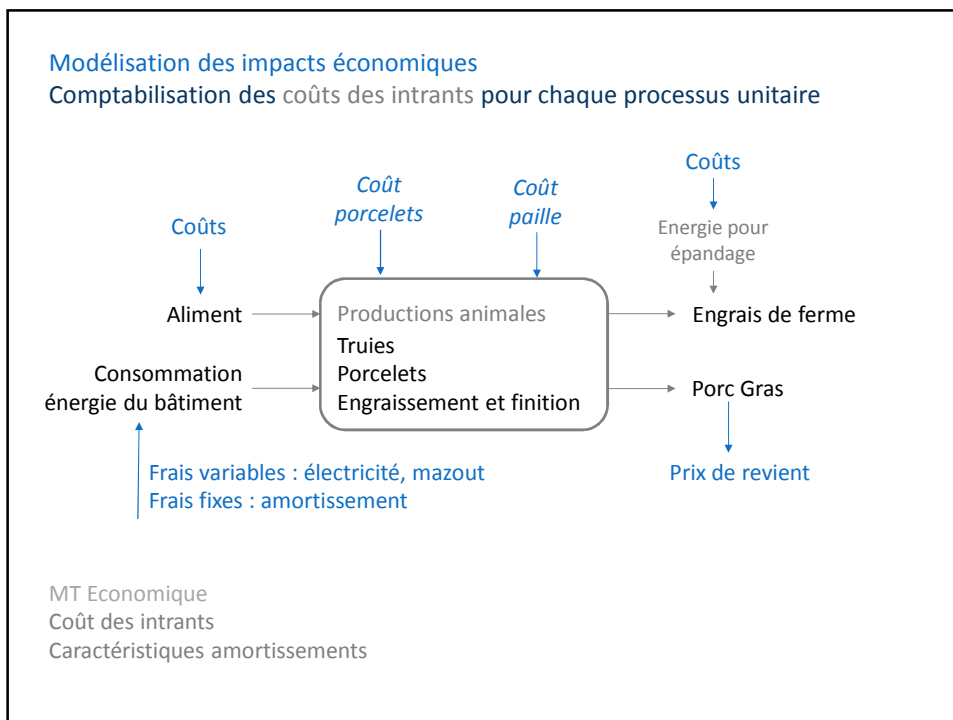 Modélisation des impacts économiques
Comptabilisation des coûts des intrants pour chaque processus unitaire
Coûts
Coût
porcelets
Coût
paille
Coûts
Energie pour
épandage
Aliment
Consommation
énergie du bâtiment
Productions animales
Truies
Porcelets
Engraissement et finition
Engrais de ferme
Porc Gras
Frais variables : électricité, mazout
Frais fixes : amortissement
Prix de revient
MT Economique
Coût des intrants
Caractéristiques amortissements